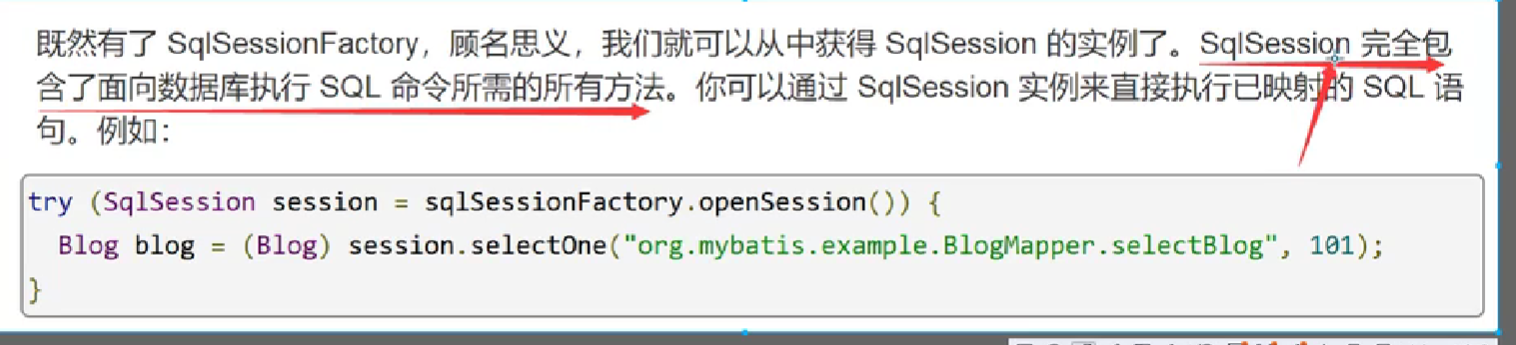 既然有了 SqlSessionFactory，顾名思义，我们就可以从中获得 SqlSession 的实例了。SqlSession 完全包
含了面向数据库执行 SQL 命令所需的所有方法。你可以通过 SqlSession 实例来直接执行已映射的 SQL 语
句。例如：
try (SqlSession session = sqlSessionFactory.openSession()) {
  Blog blog = (Blog) session.selectOne("org.mybatis.example.BlogMapper.selectBlog", 101);
}